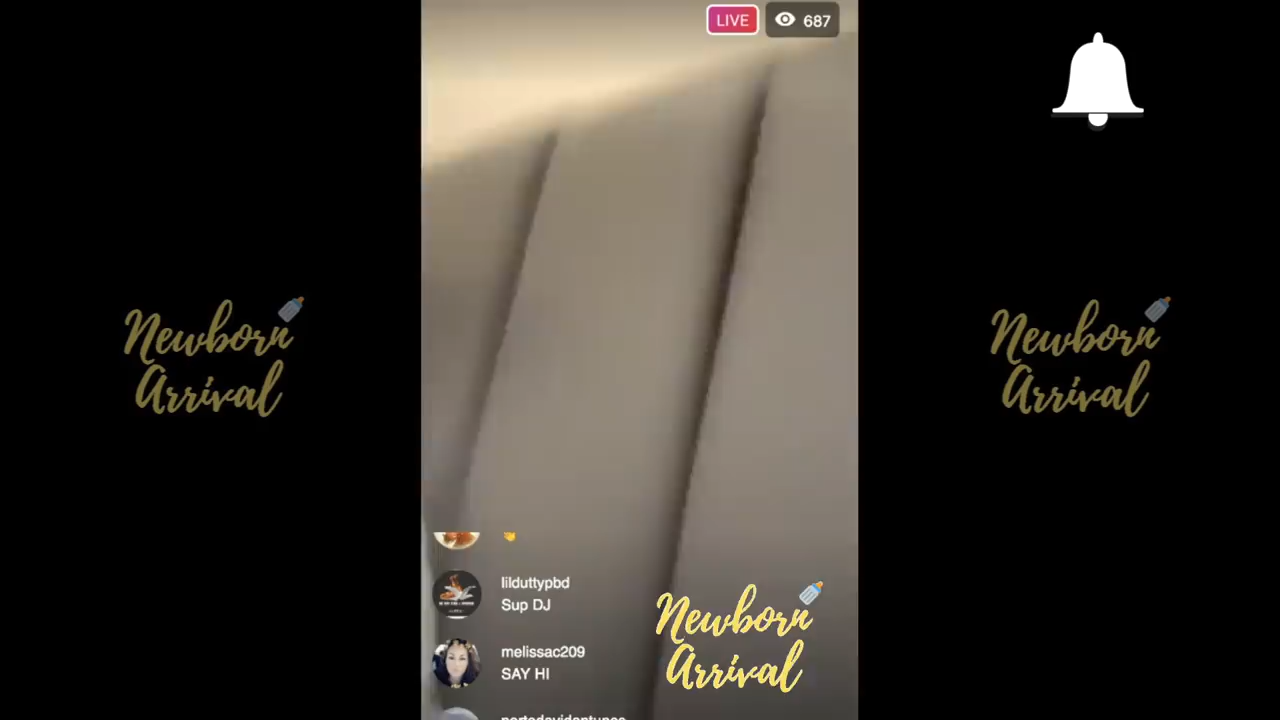 LIVE 687
Newborn
Arrival
Newborn
Arrival
lilduttypbd
Sup DJ
melissac209
SAY HI
Newborn
Arrival